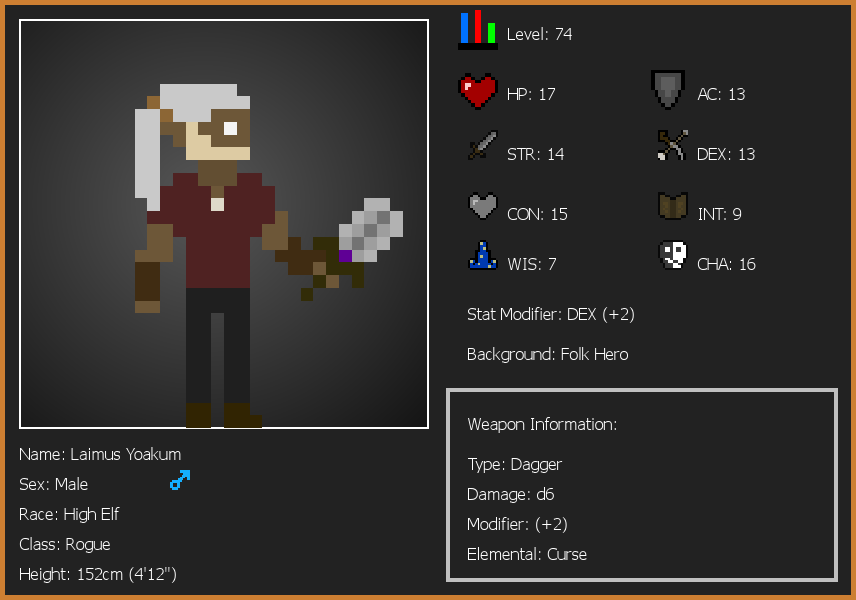 Level: 74
HP: 17
AC: 13
STR: 14
DEX: 13
CON: 15
INT: 9
WIS: 7
CHA: 16
Stat Modifier: DEX (+2)
Background: Folk Hero
Weapon Information:
Type: Dagger
Damage: d6
Modifier: (+2)
Elemental: Curse
Name: Laimus Yoakum
Sex: Male
Race: High Elf
Class: Rogue
Height: 152cm (4'12")